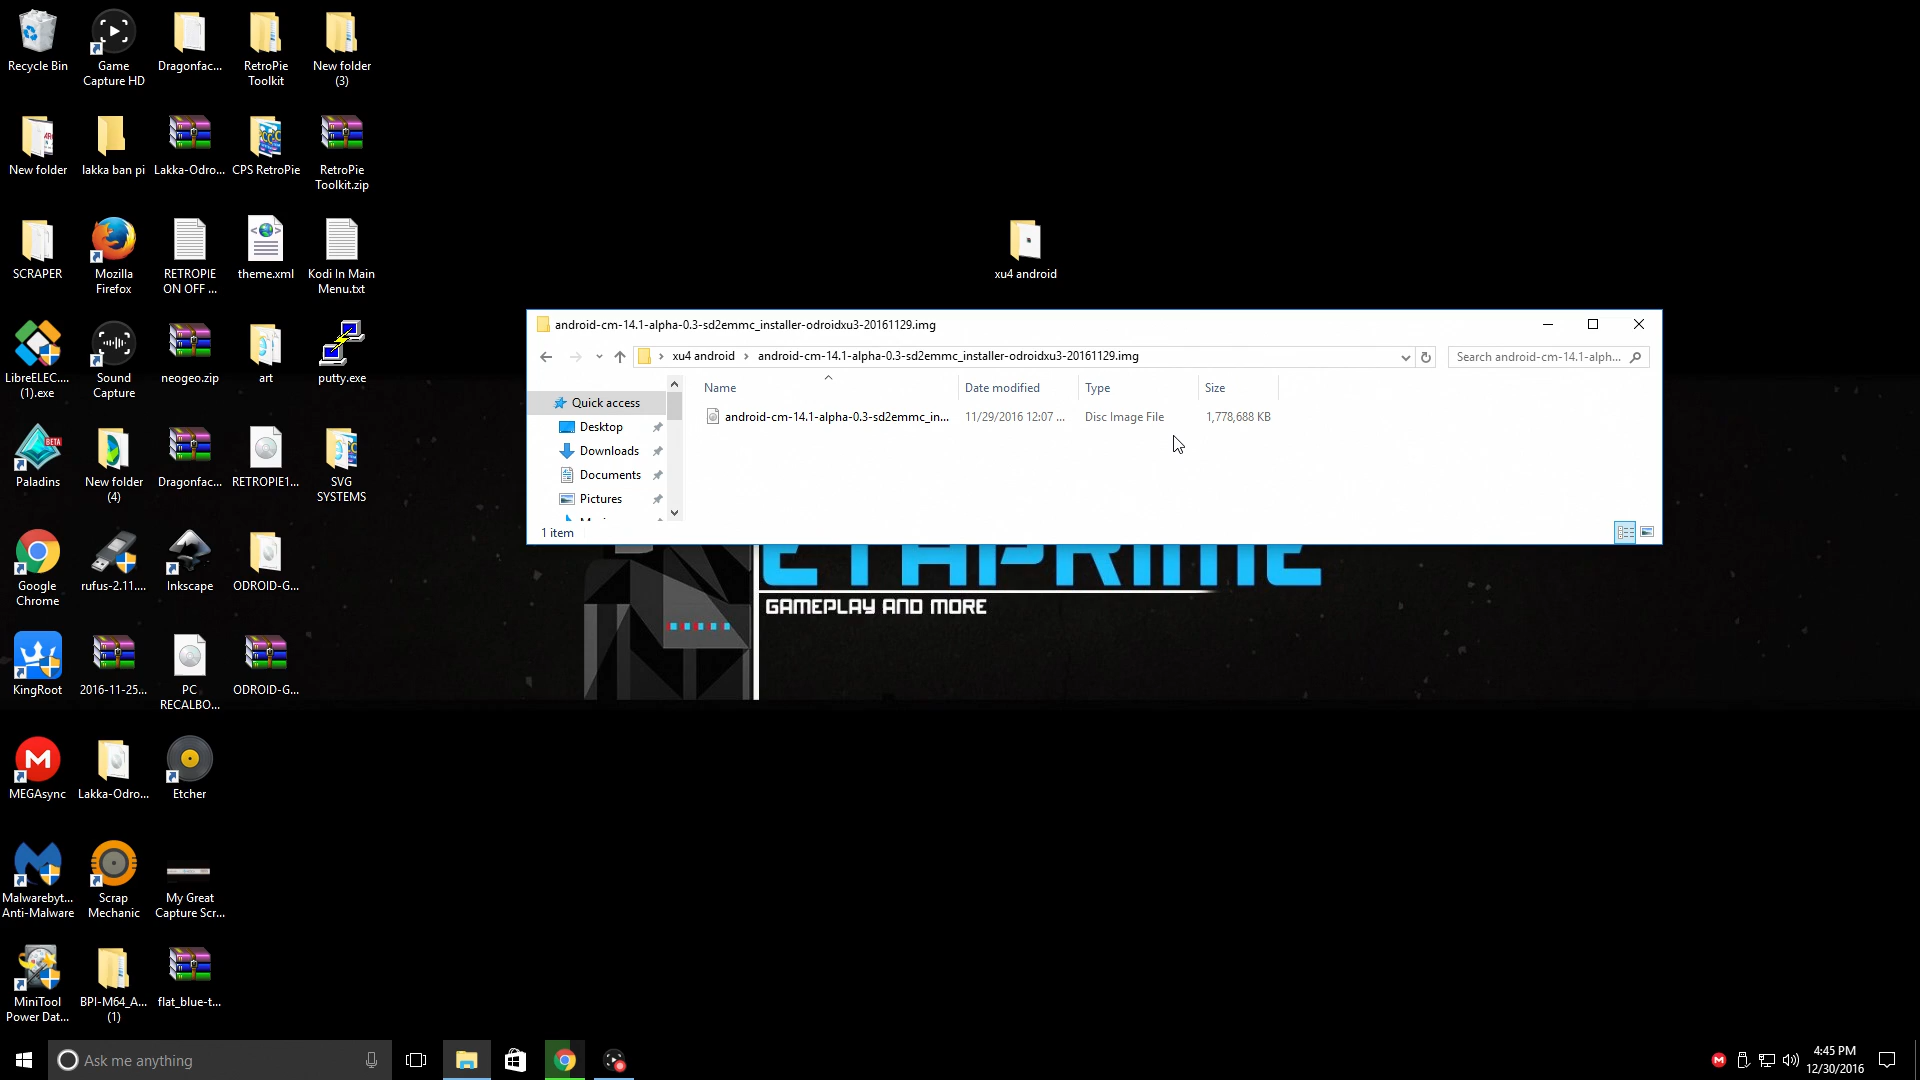 Recycle Bin
Game
Capture HD
Dragonfac...
RetroPie
Toolkit
New folder
(3)
New folder
lakka ban pi
Lakka-Odro...
CPS RetroPie
RetroPie
Toolkit.zip
SCRAPER
Mozilla
Firefox
RETROPIE
ON OFF ...
theme.xml
Kodi In Main
Menu.txt
xu4 android
LibreELEC....
(1).exe
Sound
Capture
neogeo.zip
art
putty.exe
Paladins
New folder
(4)
Dragonfac...
RETROPIE1...
SVG
SYSTEMS
Google
Chrome
rufus-2.11....
Inkscape
ODROID-G...
KingRoot
2016-11-25...
PC
RECALBO...
ODROID-G...
MEGAsync
Lakka-Odro...
Etcher
Malwarebyt...
Anti-Malware
Scrap
Mechanic
My Great
Capture Scr...
MiniTool
Power Dat...
BPI-M64_A...
(1)
flat_blue-t...
android-cm-14.1-alpha-0.3-sd2emmc_installer-odroidxu3-20161129.img
xu4 android
android-cm-14.1-alpha-0.3-sd2emmc_installer-odroidxu3-20161129.img
Search android-cm-14.1-alph...
Name
Date modified
Type
Size
android-cm-14.1-alpha-0.3-sd2emmc_in...
11/29/2016 12:07 ...
Disc Image File
1,778,688 KB
Quick access
Desktop
Downloads
Documents
Pictures
1 item
ETAPRIME
GAMEPLAY AND MORE
Ask me anything
4:45 PM
12/30/2016